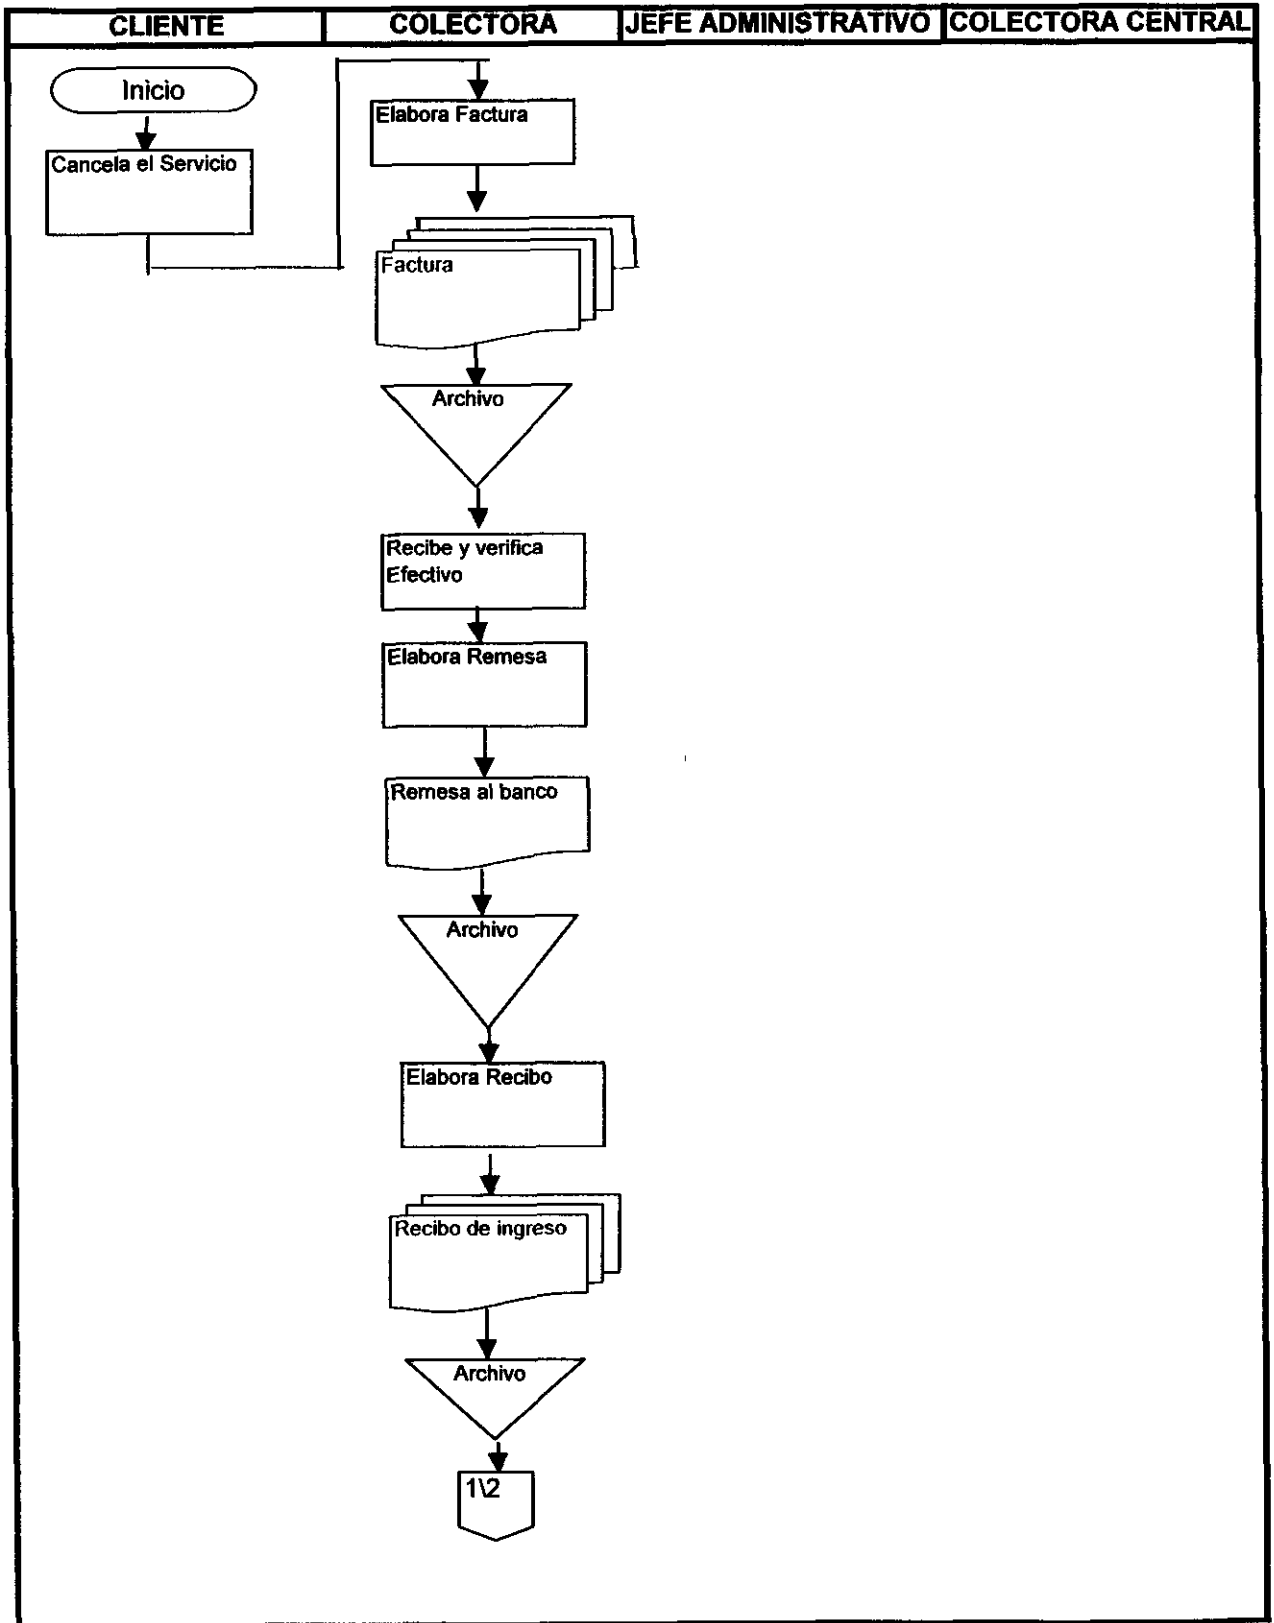 CLIENTE COLECTORA JEFE ADMINISTRATIVO COLECTORA CENTRAL
Inicio
Cancela el Servicio
Elabora Factura
Factura
Archivo
Recibe y verifica
Efectivo
Elabora Remesa
Remesa al banco
Archivo
Elabora Recibo
Recibo de ingreso
Archivo
1\2